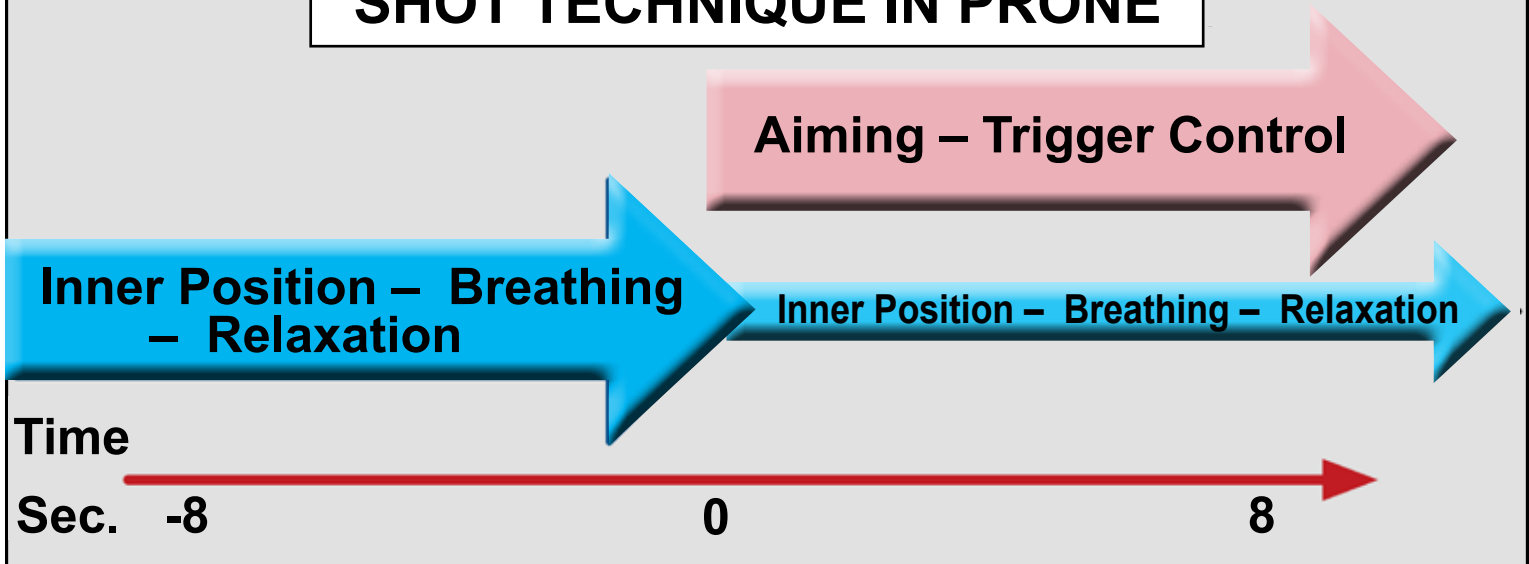 SHOT TECHNIQUE IN PRONE
Aiming – Trigger Control
Inner Position – Breathing
– Relaxation
Inner Position – Breathing – Relaxation
Time
Sec. -8 0 8